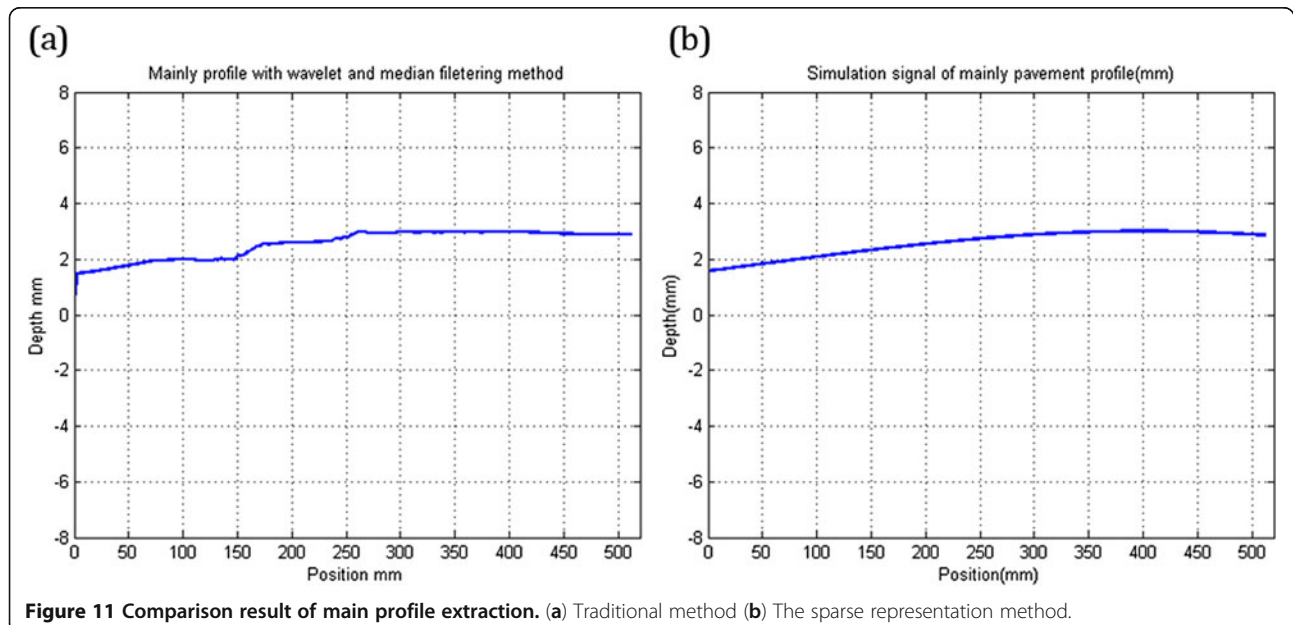 (a)
Mainly profile with wavelet and median filetering method
8
6
4
2
0
-2
-4
-6
-8
Depth mm
0 50 100 150 200 250 300 350 400 450 500
Position mm
(b)
Simulation signal of mainly pavement profile(mm)
8
6
4
2
0
-2
-4
-6
-8
Depth(mm)
0 50 100 150 200 250 300 350 400 450 500
Position(mm)
Figure 11 Comparison result of main profile extraction. (a) Traditional method (b) The sparse representation method.